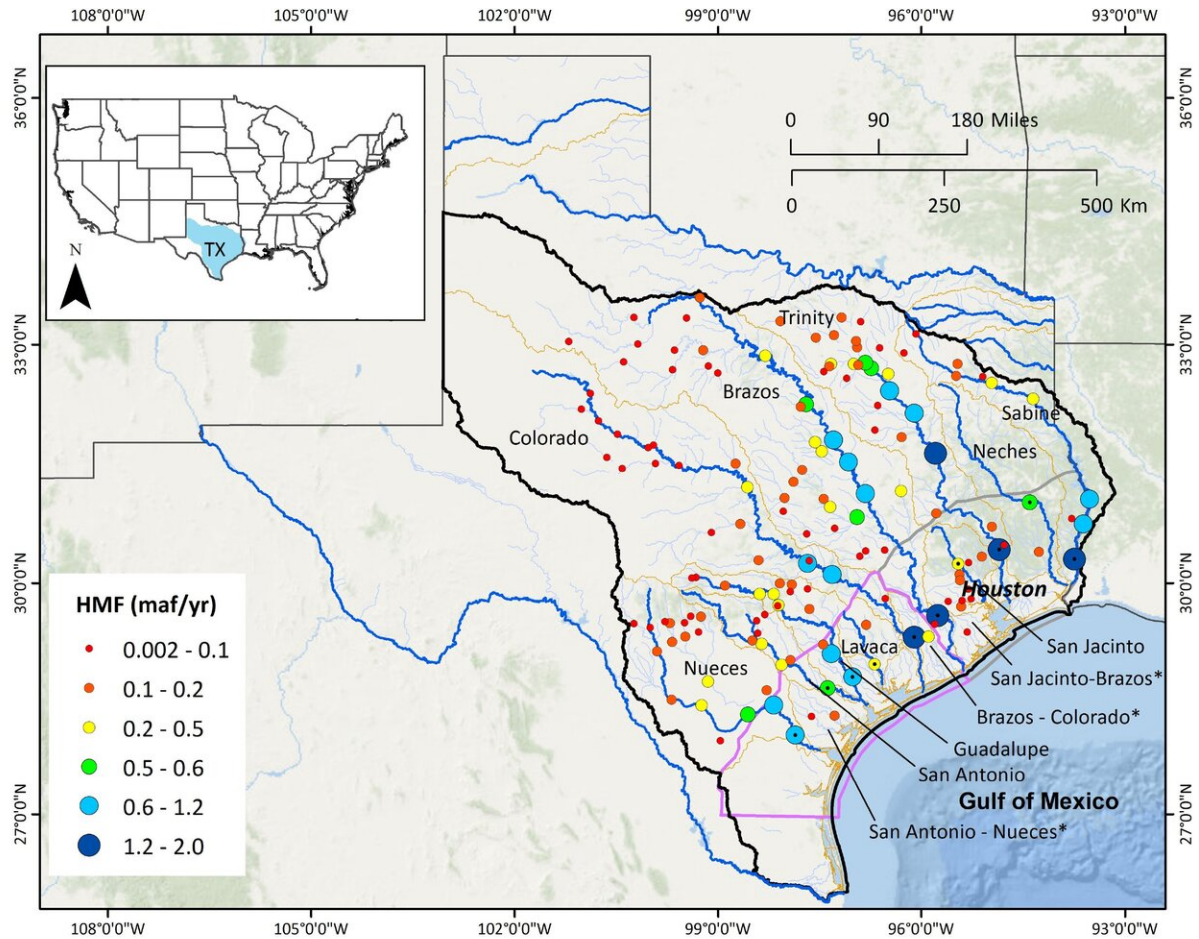 108°0'0"W 105°0'0"W 102°0'0"W 99°0'0"W 96°0'0"W 93°0'0"W
36°0'0"N
36°0'0"N
33°0'0"N
33°0'0"N
30°0'0"N
30°0'0"N
27°0'0"N
27°0'0"N
TX
N
0 90 180 Miles
0 250 500 Km
Trinity
Brazos
Sabine
Colorado
Neches
Houston
Lavaca
San Jacinto
Nueces
San Jacinto-Brazos*
Brazos - Colorado*
Guadalupe
San Antonio
Gulf of Mexico
San Antonio - Nueces*
HMF (maf/yr)
0.002 - 0.1
0.1 - 0.2
0.2 - 0.5
0.5 - 0.6
0.6 - 1.2
1.2 - 2.0
108°0'0"W 105°0'0"W 102°0'0"W 99°0'0"W 96°0'0"W 93°0'0"W